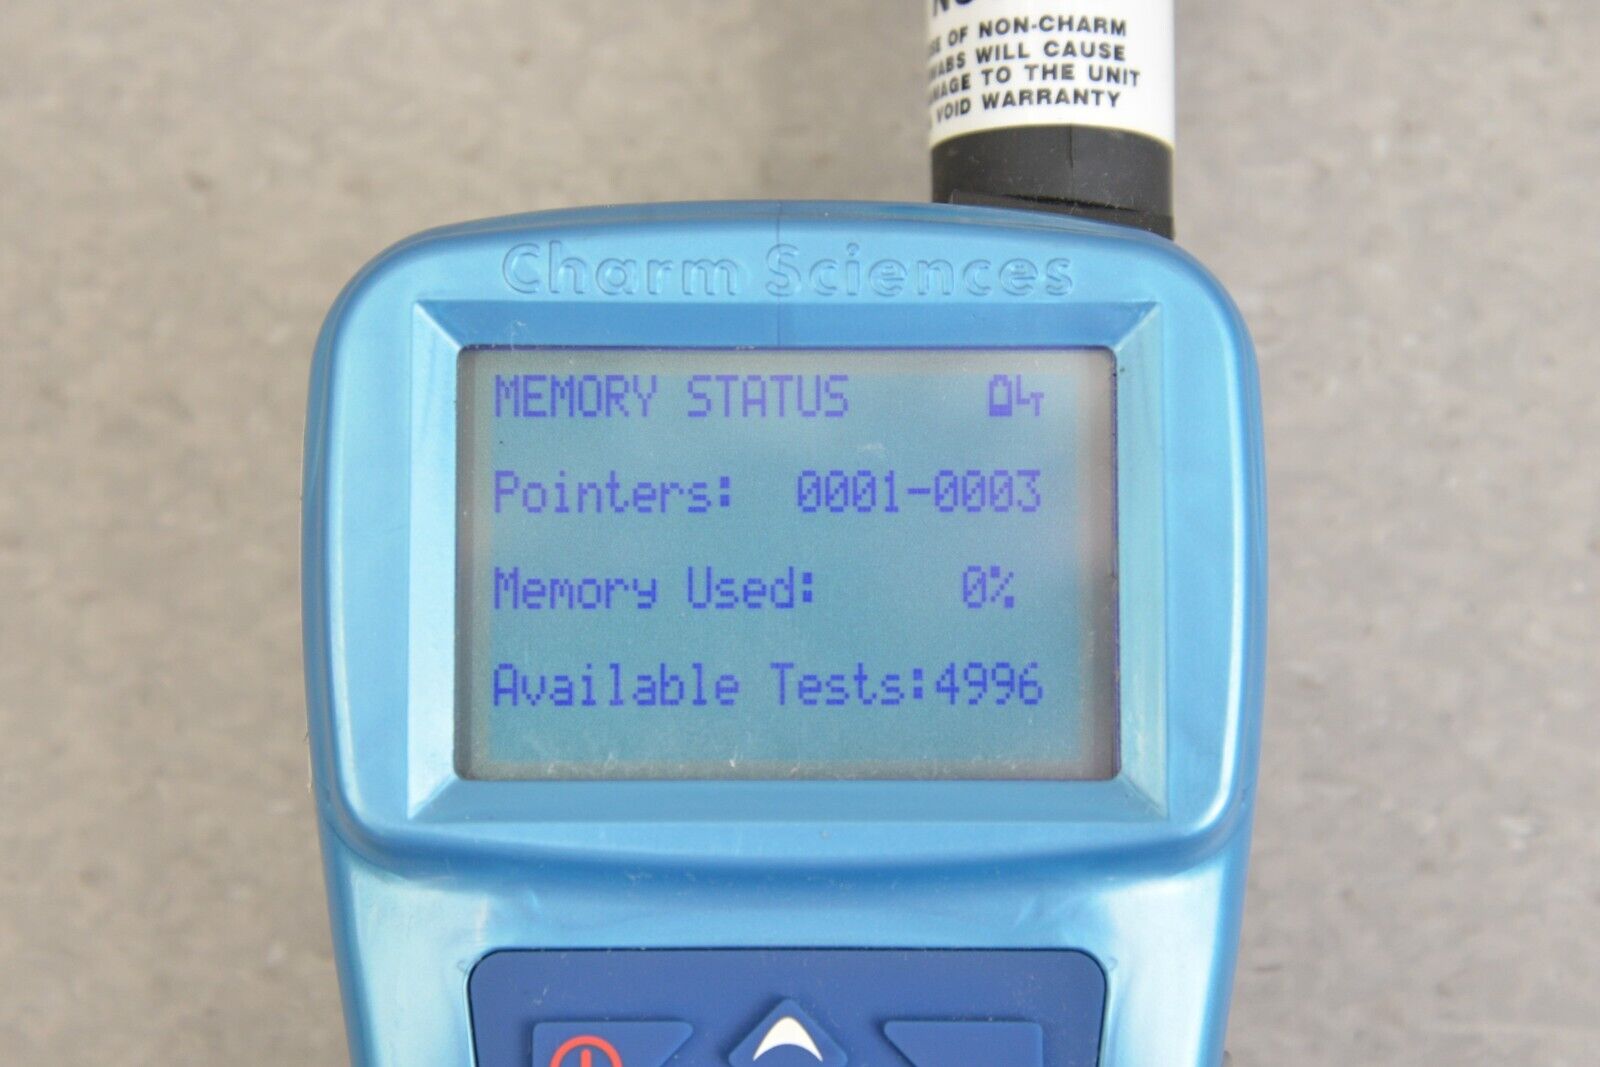 OF NON-CHARM
WILL CAUSE
TO THE UNIT
VOID WARRANTY
Charm Sciences
MEMORY STATUS
Pointers: 0001-0003
Memory Used: 0%
Available Tests:4996